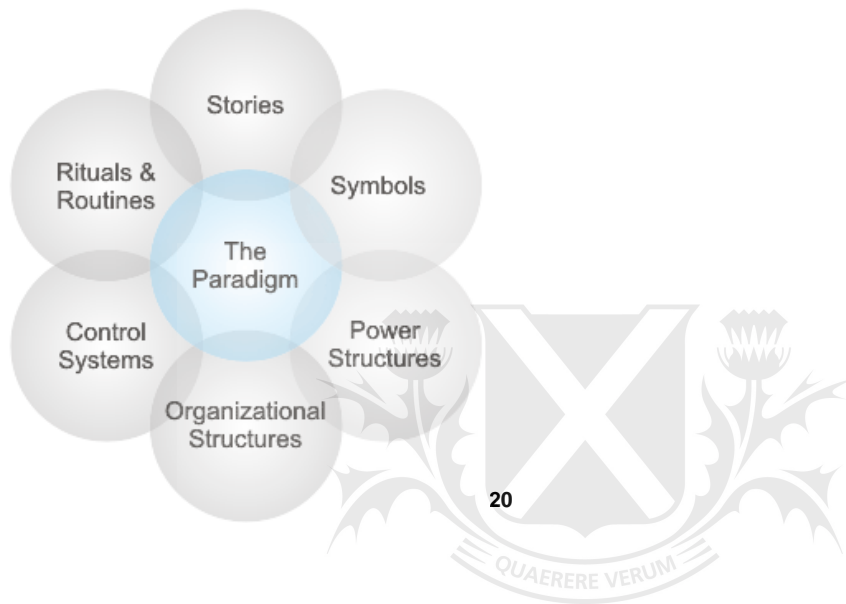 Stories
Rituals &
Routines
Symbols
The
Paradigm
Control
Systems
Power
Structures
Organizational
Structures
20
QUAERERE VERUM